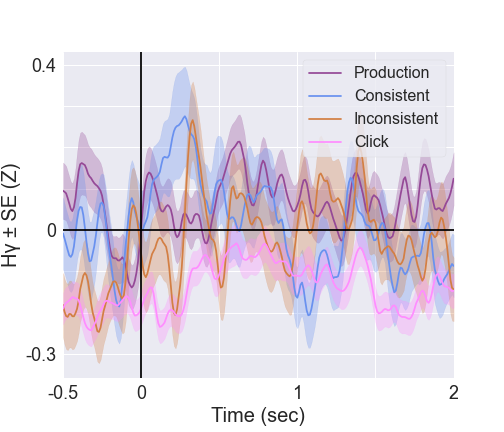 Production
Consistent
Inconsistent
Click
Hγ ± SE (Z)
0.4
0
-0.3
-0.5 0 1 2
Time (sec)